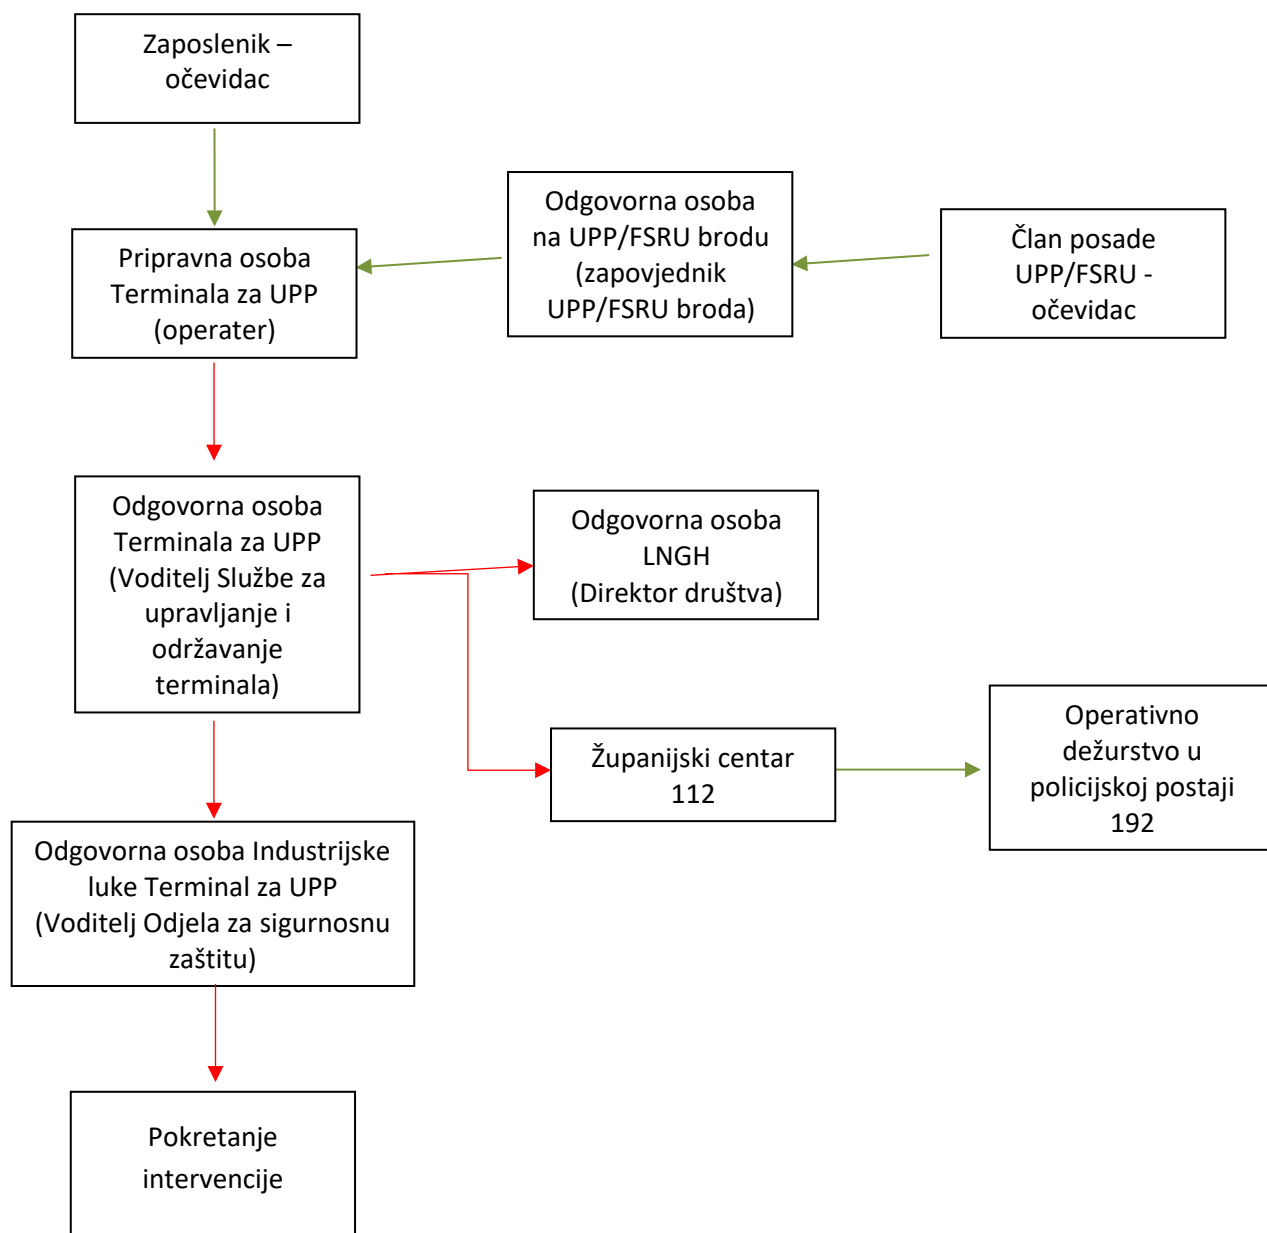 Zaposlenik –
očevidac
Odgovorna osoba
na UPP/FSRU brodu
(zapovjednik
UPP/FSRU broda)
Član posade
UPP/FSRU -
očevidac
Pripravna osoba
Terminala za UPP
(operater)
Odgovorna osoba
Terminala za UPP
(Voditelj Službe za
upravljanje i
održavanje
terminala)
Odgovorna osoba
LNGH
(Direktor društva)
Županijski centar
112
Operativno
dežurstvo u
policijskoj postaji
192
Odgovorna osoba Industrijske
luke Terminal za UPP
(Voditelj Odjela za sigurnosnu
zaštitu)
Pokretanje
intervencije